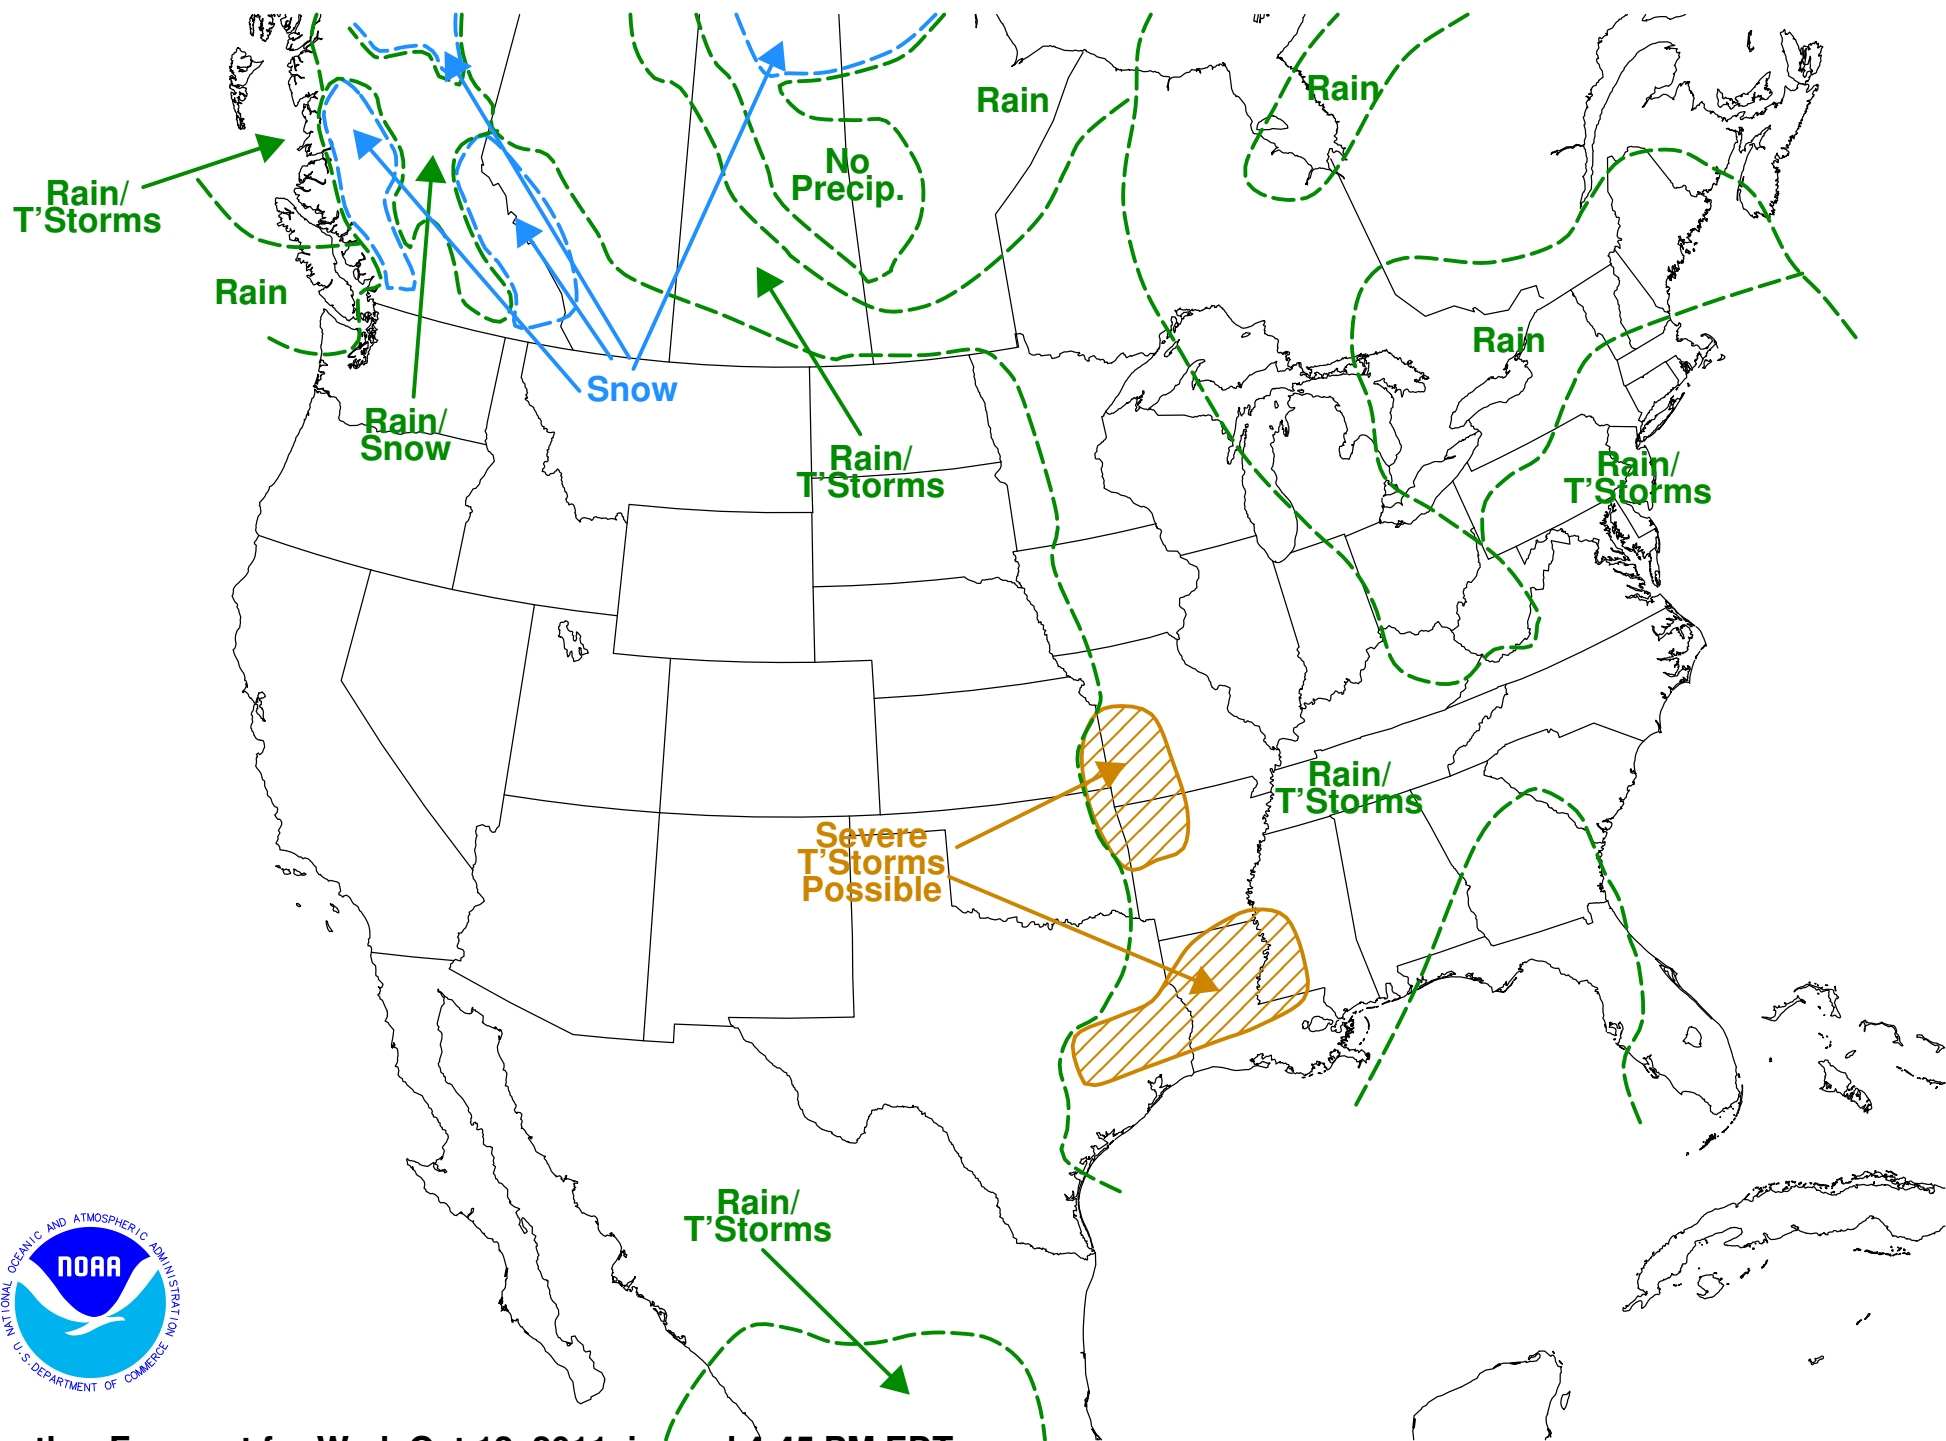 Rain
Rain
No
Precip.
Rain/
T'Storms
Rain
Rain
Snow
Rain/
Snow
Rain/
T'Storms
Rain/
T'Storms
Rain/
T'Storms
Severe
T'Storms
Possible
Rain/
T'Storms
NATIONAL OCEANIC AND ATMOSPHERIC ADMINISTRATION
NOAA
U.S. DEPARTMENT OF COMMERCE